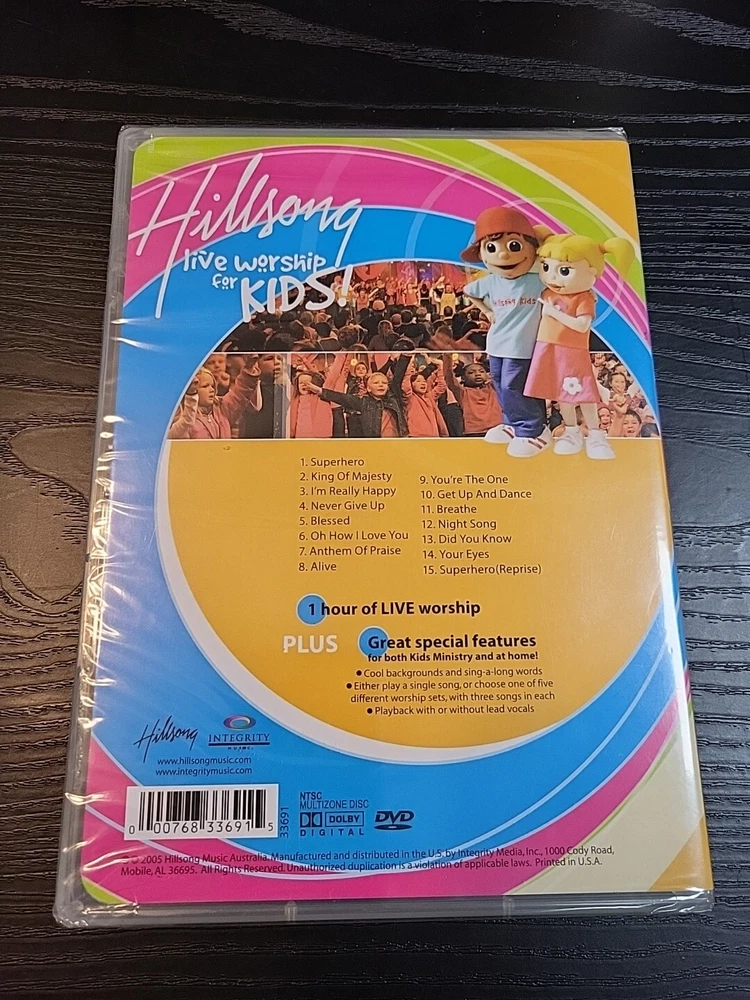 Hillsong
live worship
for
KIDS!
hillsong kids
1. Superhero
2. King Of Majesty
3. I'm Really Happy
4. Never Give Up
5. Blessed
6. Oh How I Love You
7. Anthem Of Praise
8. Alive
9. You're The One
10. Get Up And Dance
11. Breathe
12. Night Song
13. Did You Know
14. Your Eyes
15. Superhero(Reprise)
1 hour of LIVE worship
PLUS Great special features
for both Kids Ministry and at home!
• Cool backgrounds and sing-a-long words
• Either play a single song, or choose one of five
different worship sets, with three songs in each
• Playback with or without lead vocals
Hillsong INTEGRITY
MUSIC
www.hillsongmusic.com
www.integritymusic.com
0 00768 33691 5
33691
NTSC
MULTIZONE DISC
DOLBY
DIGITAL
DVD
© 2005 Hillsong Music Australia. Manufactured and distributed in the U.S. by Integrity Media, Inc., 1000 Cody Road,
Mobile, AL 36695. All Rights Reserved. Unauthorized duplication is a violation of applicable laws. Printed in U.S.A.